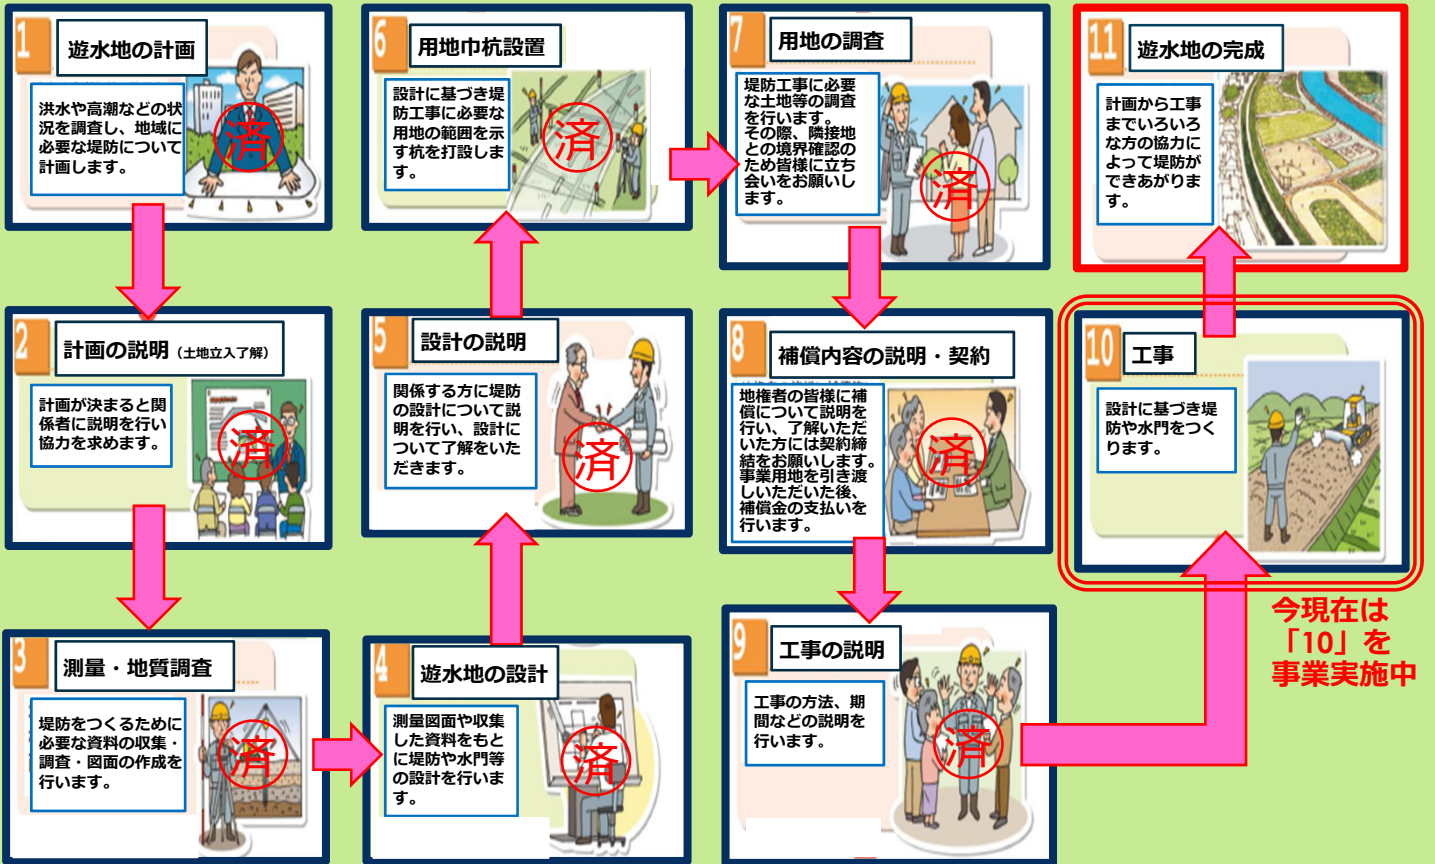 1
遊水地の計画
洪水や高潮などの状
況を調査し、地域に
必要な堤防について
計画します。
済
2
計画の説明（土地立入了解）
計画が決まると関
係者に説明を行い
協力を求めます。
済
3
測量・地質調査
堤防をつくるために
必要な資料の収集・
調査・図面の作成を
行います。
済
4
遊水地の設計
測量図面や収集
した資料をもと
に堤防や水門等
の設計を行いま
す。
済
5
設計の説明
関係する方に堤防
の設計について説
明を行い、設計に
ついて了解をいた
だきます。
済
6
用地巾杭設置
設計に基づき堤
防工事に必要な
用地の範囲を示
す杭を打設しま
す。
済
7
用地の調査
堤防工事に必要
な土地等の調査
を行います。
その際、隣接地
との境界確認の
ため皆様に立ち
会いをお願いし
ます。
済
8
補償内容の説明・契約
地権者の皆様に補
償について説明を
行い、了解いただ
いた方には契約締
結をお願いします。
事業用地を引き渡
しいただいた後、
補償金の支払いを
行います。
済
9
工事の説明
工事の方法、期
間などの説明を
行います。
済
10
工事
設計に基づき堤
防や水門をつく
ります。
今現在は
「10」を
事業実施中
11
遊水地の完成
計画から工事
までいろいろ
な方の協力に
よって堤防が
できあがりま
す。